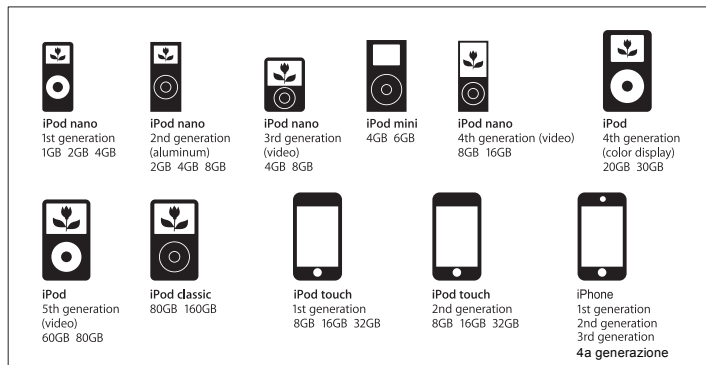 iPod nano
1st generation
1GB 2GB 4GB
iPod nano
2nd generation
(aluminum)
2GB 4GB 8GB
iPod nano
3rd generation
(video)
4GB 8GB
iPod mini
4GB 6GB
iPod nano
4th generation (video)
8GB 16GB
iPod
4th generation
(color display)
20GB 30GB
iPod
5th generation
(video)
60GB 80GB
iPod classic
80GB 160GB
iPod touch
1st generation
8GB 16GB 32GB
iPod touch
2nd generation
8GB 16GB 32GB
iPhone
1st generation
2nd generation
3rd generation
4a generazione